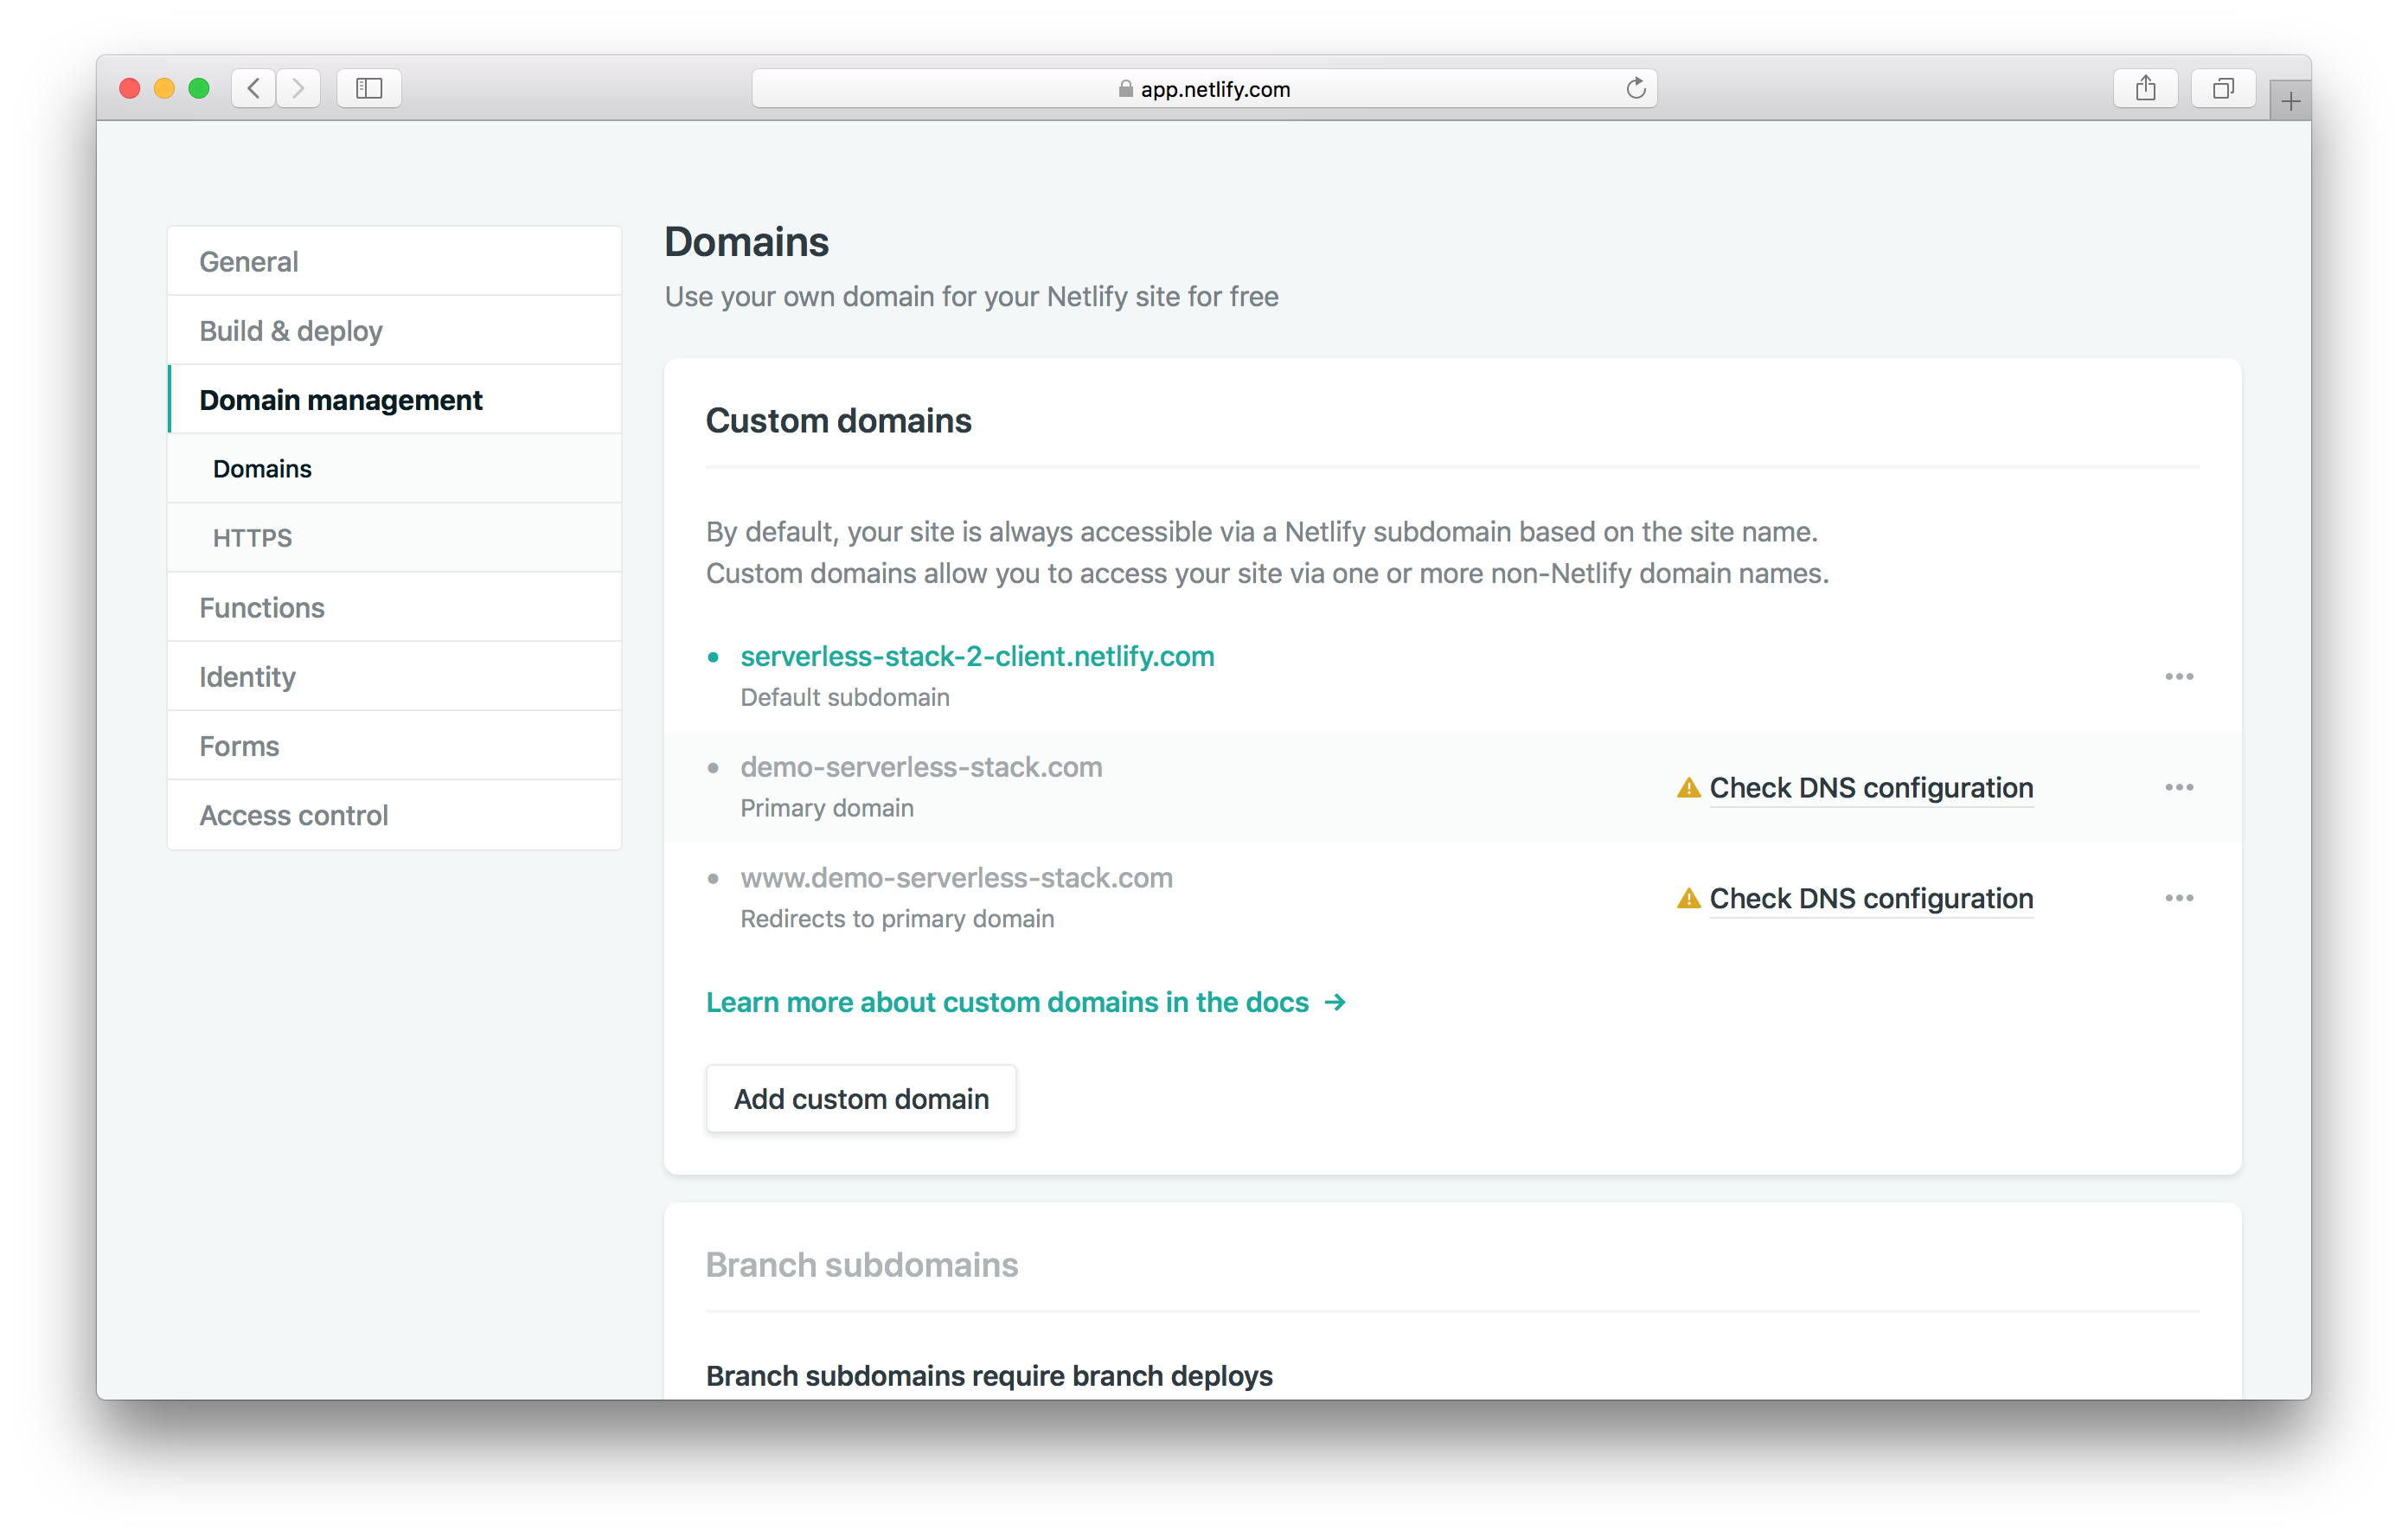 app.netlify.com
General
Build & deploy
Domain management
Domains
HTTPS
Functions
Identity
Forms
Access control
Domains
Use your own domain for your Netlify site for free
Custom domains
By default, your site is always accessible via a Netlify subdomain based on the site name.
Custom domains allow you to access your site via one or more non-Netlify domain names.
serverless-stack-2-client.netlify.com
Default subdomain
demo-serverless-stack.com
Primary domain
Check DNS configuration
www.demo-serverless-stack.com
Redirects to primary domain
Check DNS configuration
Learn more about custom domains in the docs →
Add custom domain
Branch subdomains
Branch subdomains require branch deploys